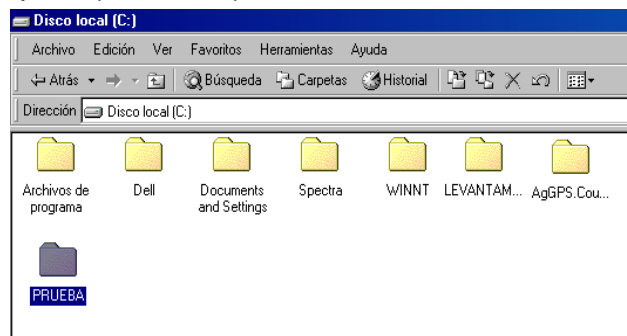 Disco local (C:)
Archivo Edición Ver Favoritos Herramientas Ayuda
Atrás Búsqueda Carpetas Historial
Dirección Disco local (C:)
Archivos de programa
Dell
Documents and Settings
Spectra
WINNT
LEVANTAM...
AgGPS.Cou...
PRUEBA